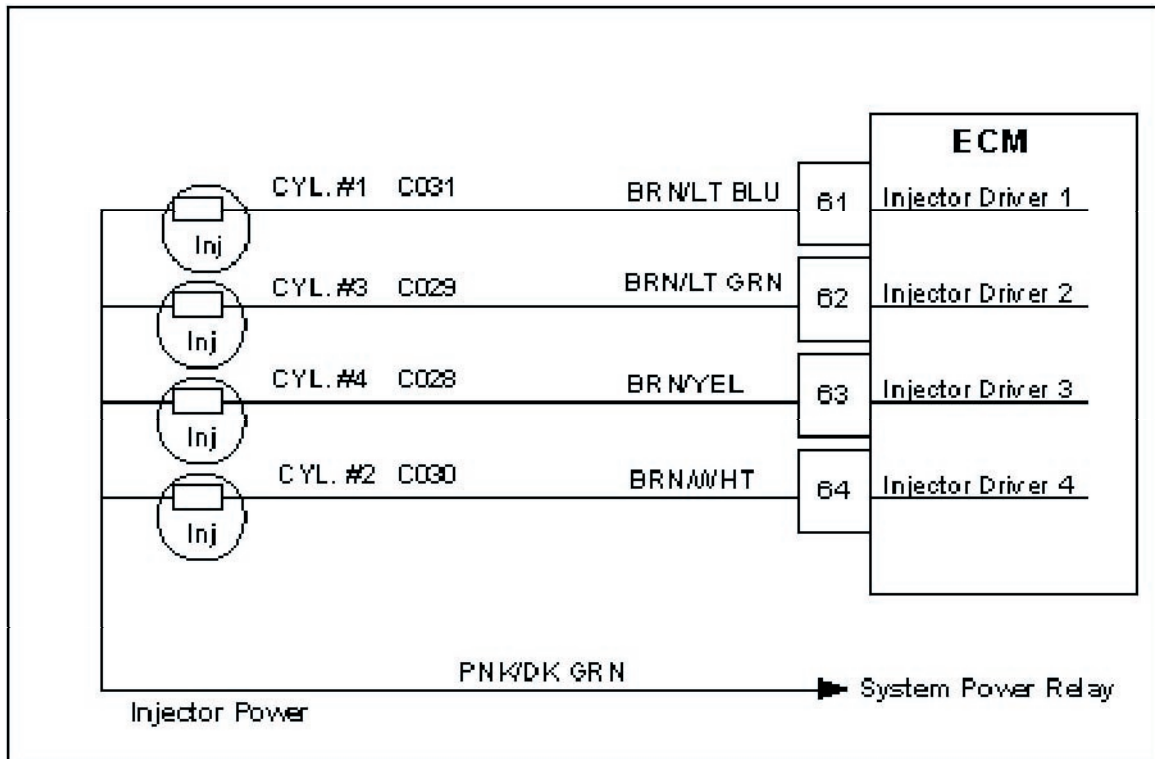 ECM
CYL. #1 C031 BRN/LT BLU 61 Injector Driver 1
Inj
CYL. #3 C029 BRN/LT GRN 62 Injector Driver 2
Inj
CYL. #4 C028 BRN/YEL 63 Injector Driver 3
Inj
CYL. #2 C030 BRN/WHT 64 Injector Driver 4
Inj
PNK/DK GRN
System Power Relay
Injector Power